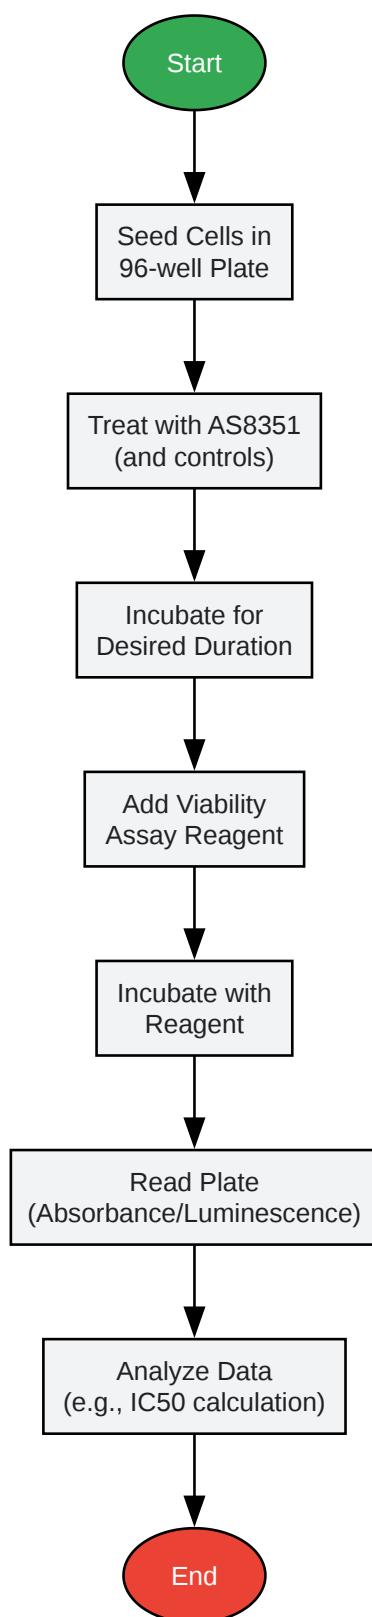 Start
Seed Cells in
96-well Plate
Treat with AS8351
(and controls)
Incubate for
Desired Duration
Add Viability
Assay Reagent
Incubate with
Reagent
Read Plate
(Absorbance/Luminescence)
Analyze Data
(e.g., IC50 calculation)
End